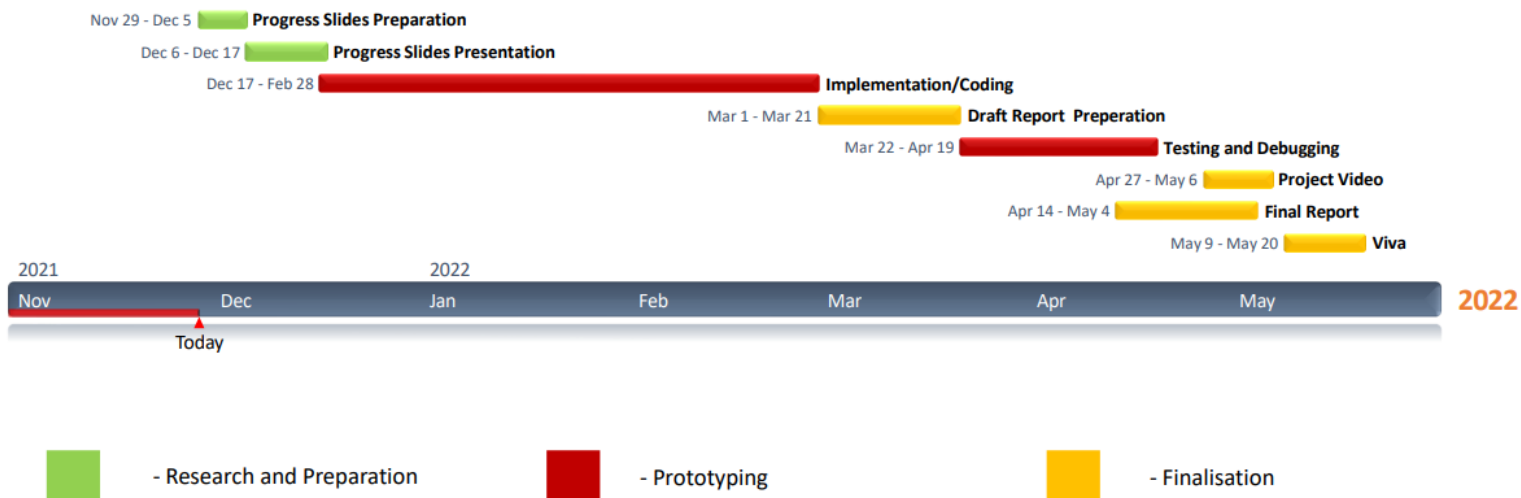 Nov 29 - Dec 5 Progress Slides Preparation
Dec 6 - Dec 17 Progress Slides Presentation
Dec 17 - Feb 28 Implementation/Coding
Mar 1 - Mar 21 Draft Report Preperation
Mar 22 - Apr 19 Testing and Debugging
Apr 27 - May 6 Project Video
Apr 14 - May 4 Final Report
May 9 - May 20 Viva
2021 2022
Nov Dec Jan Feb Mar Apr May 2022
Today
- Research and Preparation - Prototyping - Finalisation